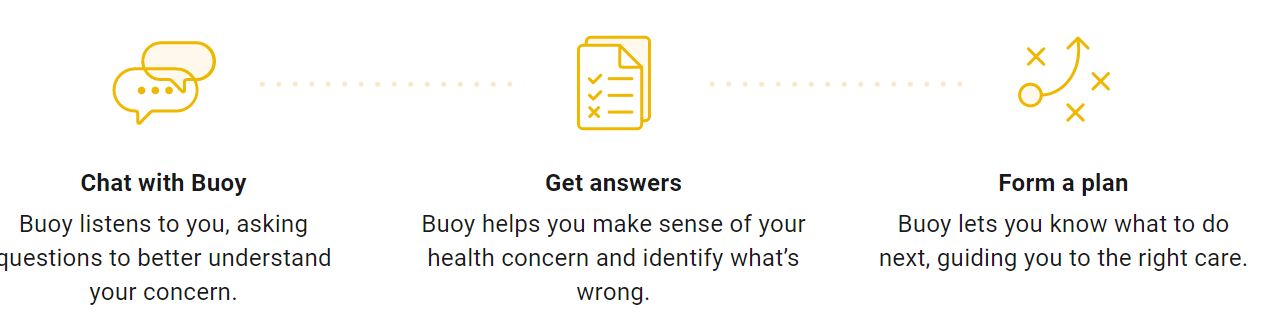 Chat with Buoy
Buoy listens to you, asking
questions to better understand
your concern.
Get answers
Buoy helps you make sense of your
health concern and identify what’s
wrong.
Form a plan
Buoy lets you know what to do
next, guiding you to the right care.